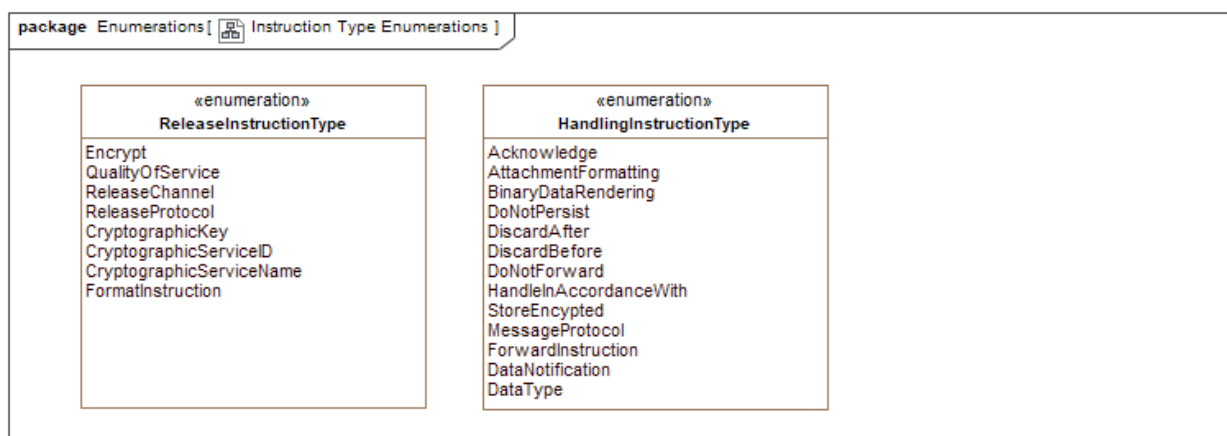 package Enumerations[ Instruction Type Enumerations ]
«enumeration»
ReleaseInstructionType
Encrypt
QualityOfService
ReleaseChannel
ReleaseProtocol
CryptographicKey
CryptographicServiceID
CryptographicServiceName
FormatInstruction
«enumeration»
HandlingInstructionType
Acknowledge
AttachmentFormatting
BinaryDataRendering
DoNotPersist
DiscardAfter
DiscardBefore
DoNotForward
HandleInAccordanceWith
StoreEncrypted
MessageProtocol
ForwardInstruction
DataNotification
DataType